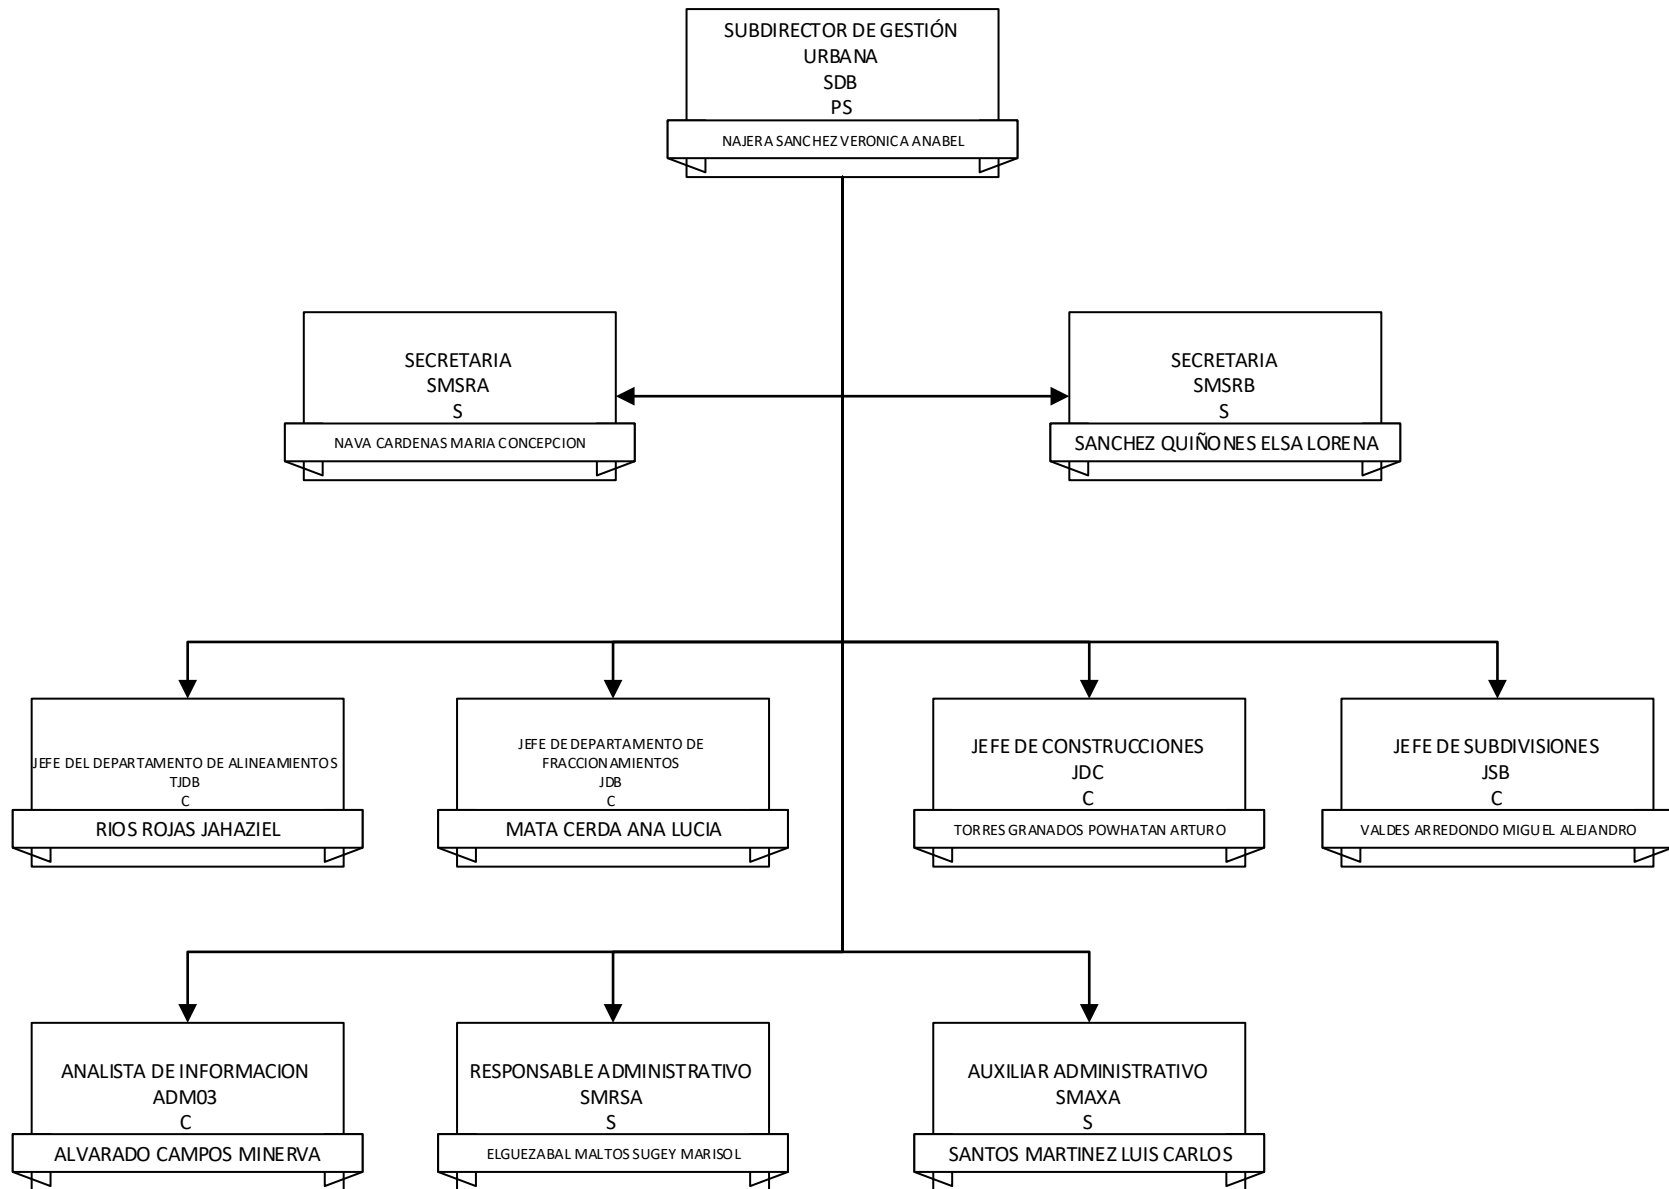 SUBDIRECTOR DE GESTIÓN
URBANA
SDB
PS
NAJERA SANCHEZ VERONICA ANABEL
SECRETARIA
SMSRA
S
NAVA CARDENAS MARIA CONCEPCION
SECRETARIA
SMSRB
S
SANCHEZ QUIÑONES ELSA LORENA
JEFE DEL DEPARTAMENTO DE ALINEAMIENTOS
TJDB
C
RIOS ROJAS JAHAZIEL
JEFE DE DEPARTAMENTO DE
FRACCIONAMIENTOS
JDB
C
MATA CERDA ANA LUCIA
JEFE DE CONSTRUCCIONES
JDC
C
TORRES GRANADOS POWHATAN ARTURO
JEFE DE SUBDIVISIONES
JSB
C
VALDES ARREDONDO MIGUEL ALEJANDRO
ANALISTA DE INFORMACION
ADM03
C
ALVARADO CAMPOS MINERVA
RESPONSABLE ADMINISTRATIVO
SMRSA
S
ELGUEZABAL MALTOS SUGEY MARISOL
AUXILIAR ADMINISTRATIVO
SMAXA
S
SANTOS MARTINEZ LUIS CARLOS